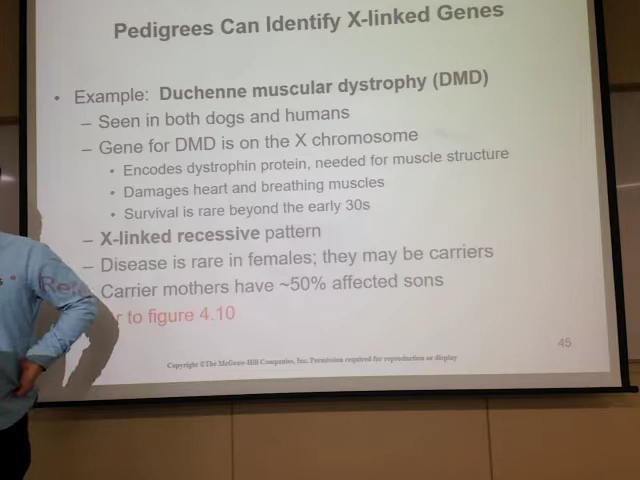 Pedigrees Can Identify X-linked Genes
• Example: Duchenne muscular dystrophy (DMD)
– Seen in both dogs and humans
– Gene for DMD is on the X chromosome
• Encodes dystrophin protein, needed for muscle structure
• Damages heart and breathing muscles
• Survival is rare beyond the early 30s
– X-linked recessive pattern
– Disease is rare in females; they may be carriers
Carrier mothers have ~50% affected sons
Re
r to figure 4.10
45
Copyright ©The McGraw-Hill Companies, Inc. Permission required for reproduction or display